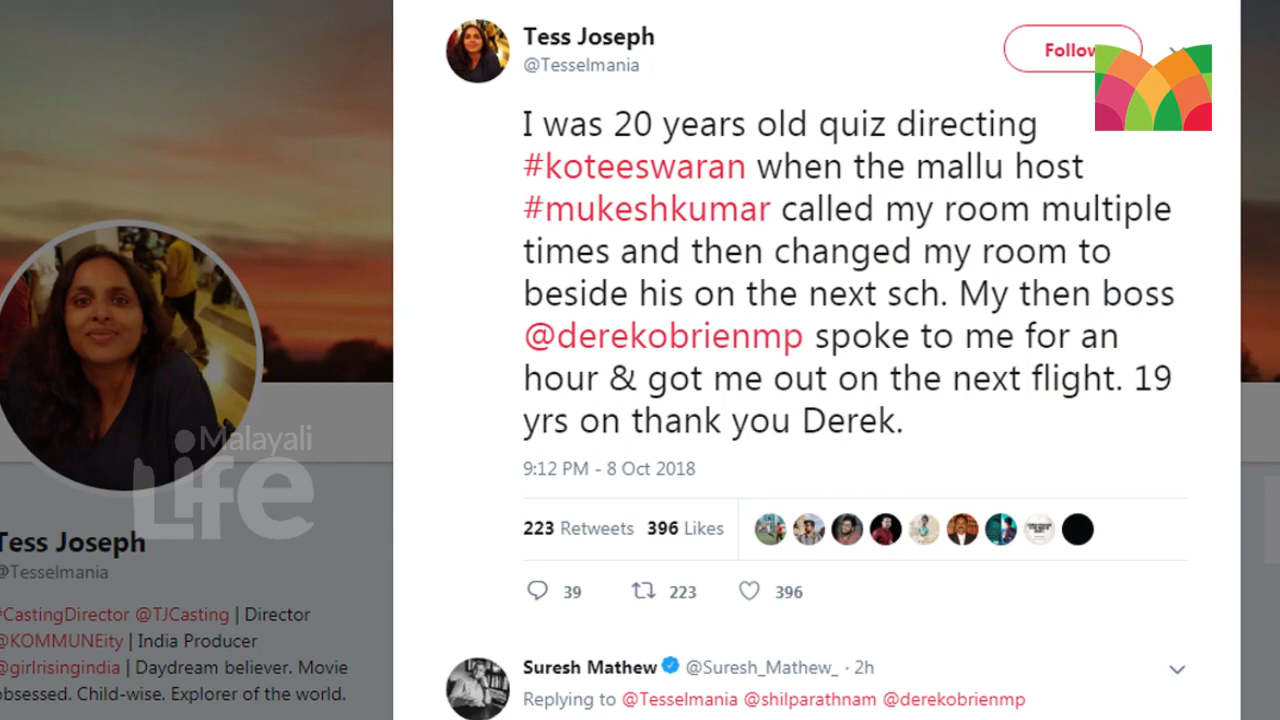 Tess Joseph
@Tesselmania
Follow
I was 20 years old quiz directing
#koteeswaran when the mallu host
#mukeshkumar called my room multiple
times and then changed my room to
beside his on the next sch. My then boss
@derekobrienmp spoke to me for an
hour & got me out on the next flight. 19
yrs on thank you Derek.
9:12 PM - 8 Oct 2018
223 Retweets 396 Likes
39 223 396
Suresh Mathew @Suresh_Mathew_ · 2h
Replying to @Tesselmania @shilparathnam @derekobrienmp
Malayali
Life
Tess Joseph
@Tesselmania
#CastingDirector @TJCasting | Director
@KOMMUNEity | India Producer
@girlrisingindia | Daydream believer. Movie
obsessed. Child-wise. Explorer of the world.